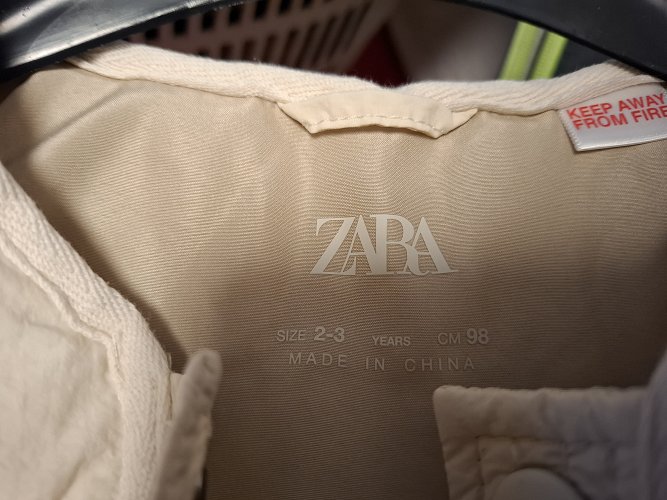 KEEP AWAY
FROM FIRE
ZARA
SIZE 2-3 YEARS CM 98
MADE IN CHINA